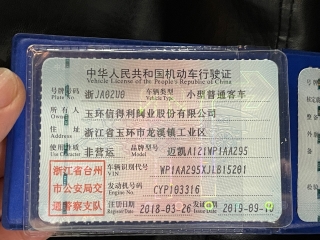 中华人民共和国机动车行驶证
Vehicle License of the People's Republic of China
号牌号码 浙JA0ZU0 车辆类型 小型普通客车
Plate No. Vehicle Type
所有人 玉环信得利阀业股份有限公司
Owner
住址 浙江省玉环市龙溪镇工业区
Address
使用性质 非营运 品牌型号 迈凯A121WP1AA295
Use Character Model
浙江省台州 车辆识别代号 WP1AA295XJLB15201
VIN
市公安局交 发动机号码 CYP103316
Engine No.
通警察支队 注册日期 2018-03-26 发证日期 2019-09-10
Register Date Issue Date